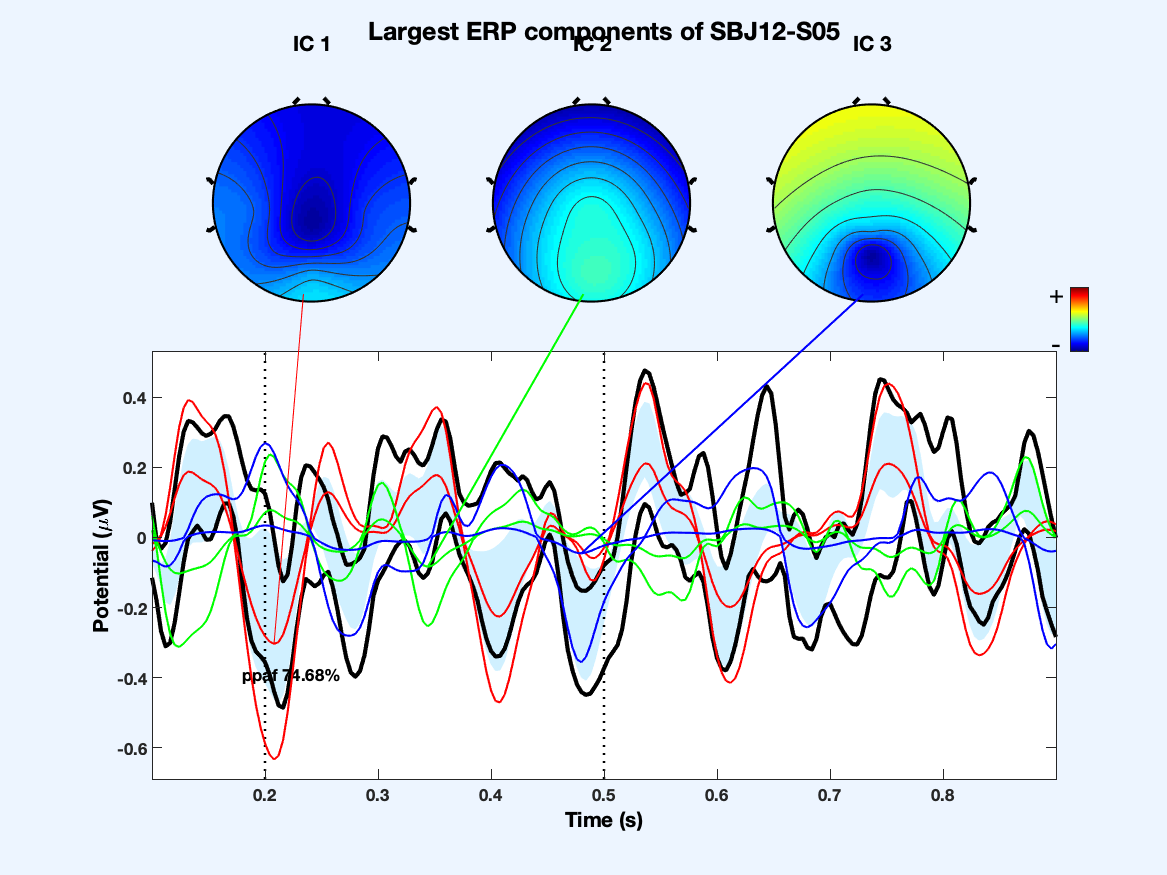 Largest ERP components of SBJ12-S05
IC 1
IC 2
IC 3
+
-
0.4
0.2
0
-0.2
-0.4
-0.6
Potential (μV)
ppaf 74.68%
0.2
0.3
0.4
0.5
0.6
0.7
0.8
Time (s)